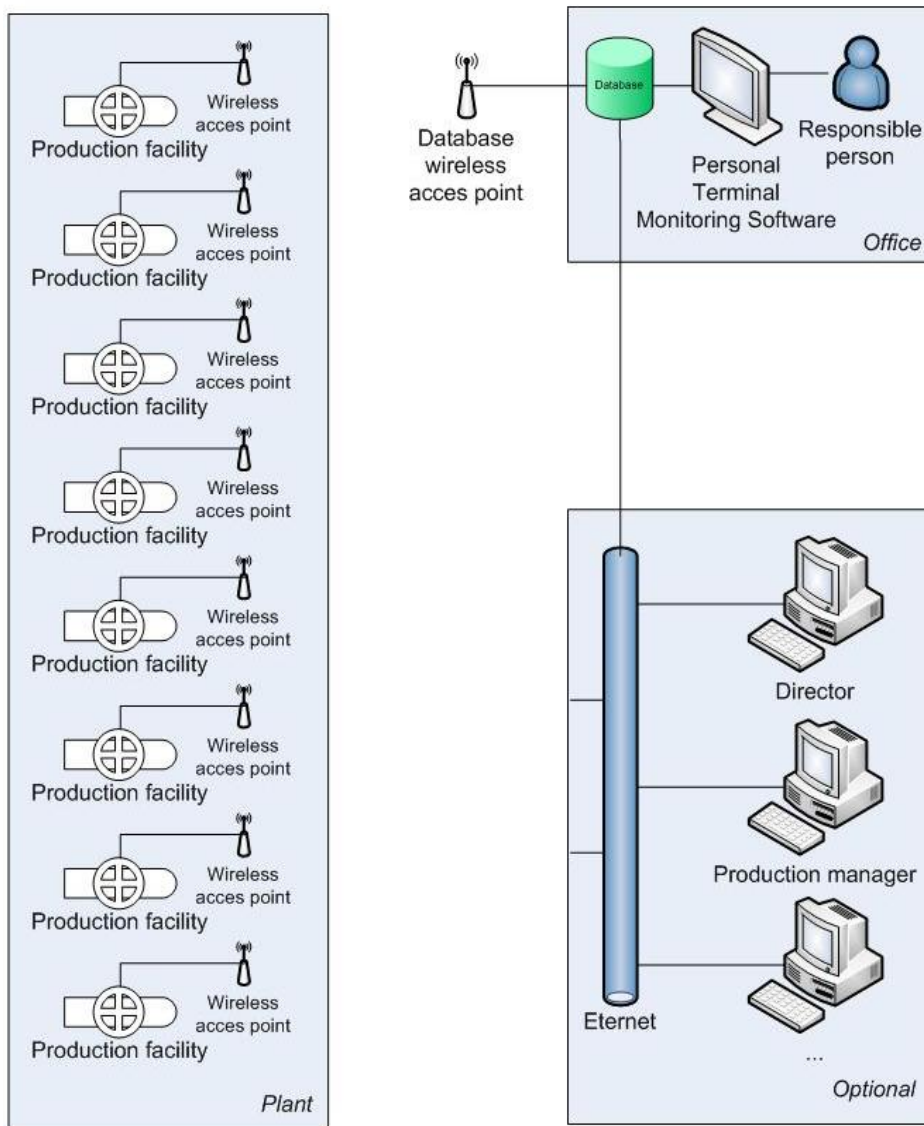 Wireless
acces point
Production facility
Wireless
acces point
Production facility
Wireless
acces point
Production facility
Wireless
acces point
Production facility
Wireless
acces point
Production facility
Wireless
acces point
Production facility
Wireless
acces point
Production facility
Wireless
acces point
Production facility
Plant
Database
wireless
acces point
Database
Personal
Terminal
Monitoring Software
Responsible
person
Office
Director
Production manager
...
Eternet
Optional